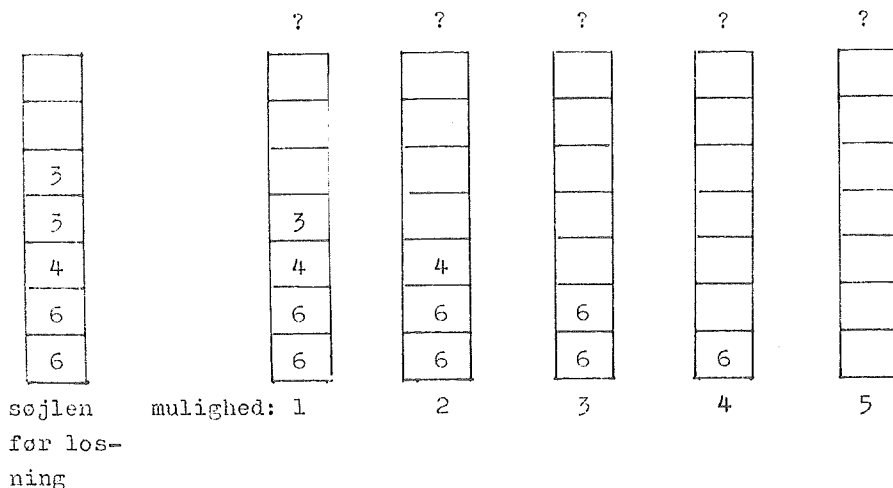 ? ? ? ? ?
3
3 3
4 4 4
6 6 6 6
6 6 6 6 6
søjlen mulighed: 1 2 3 4 5
før los-
ning